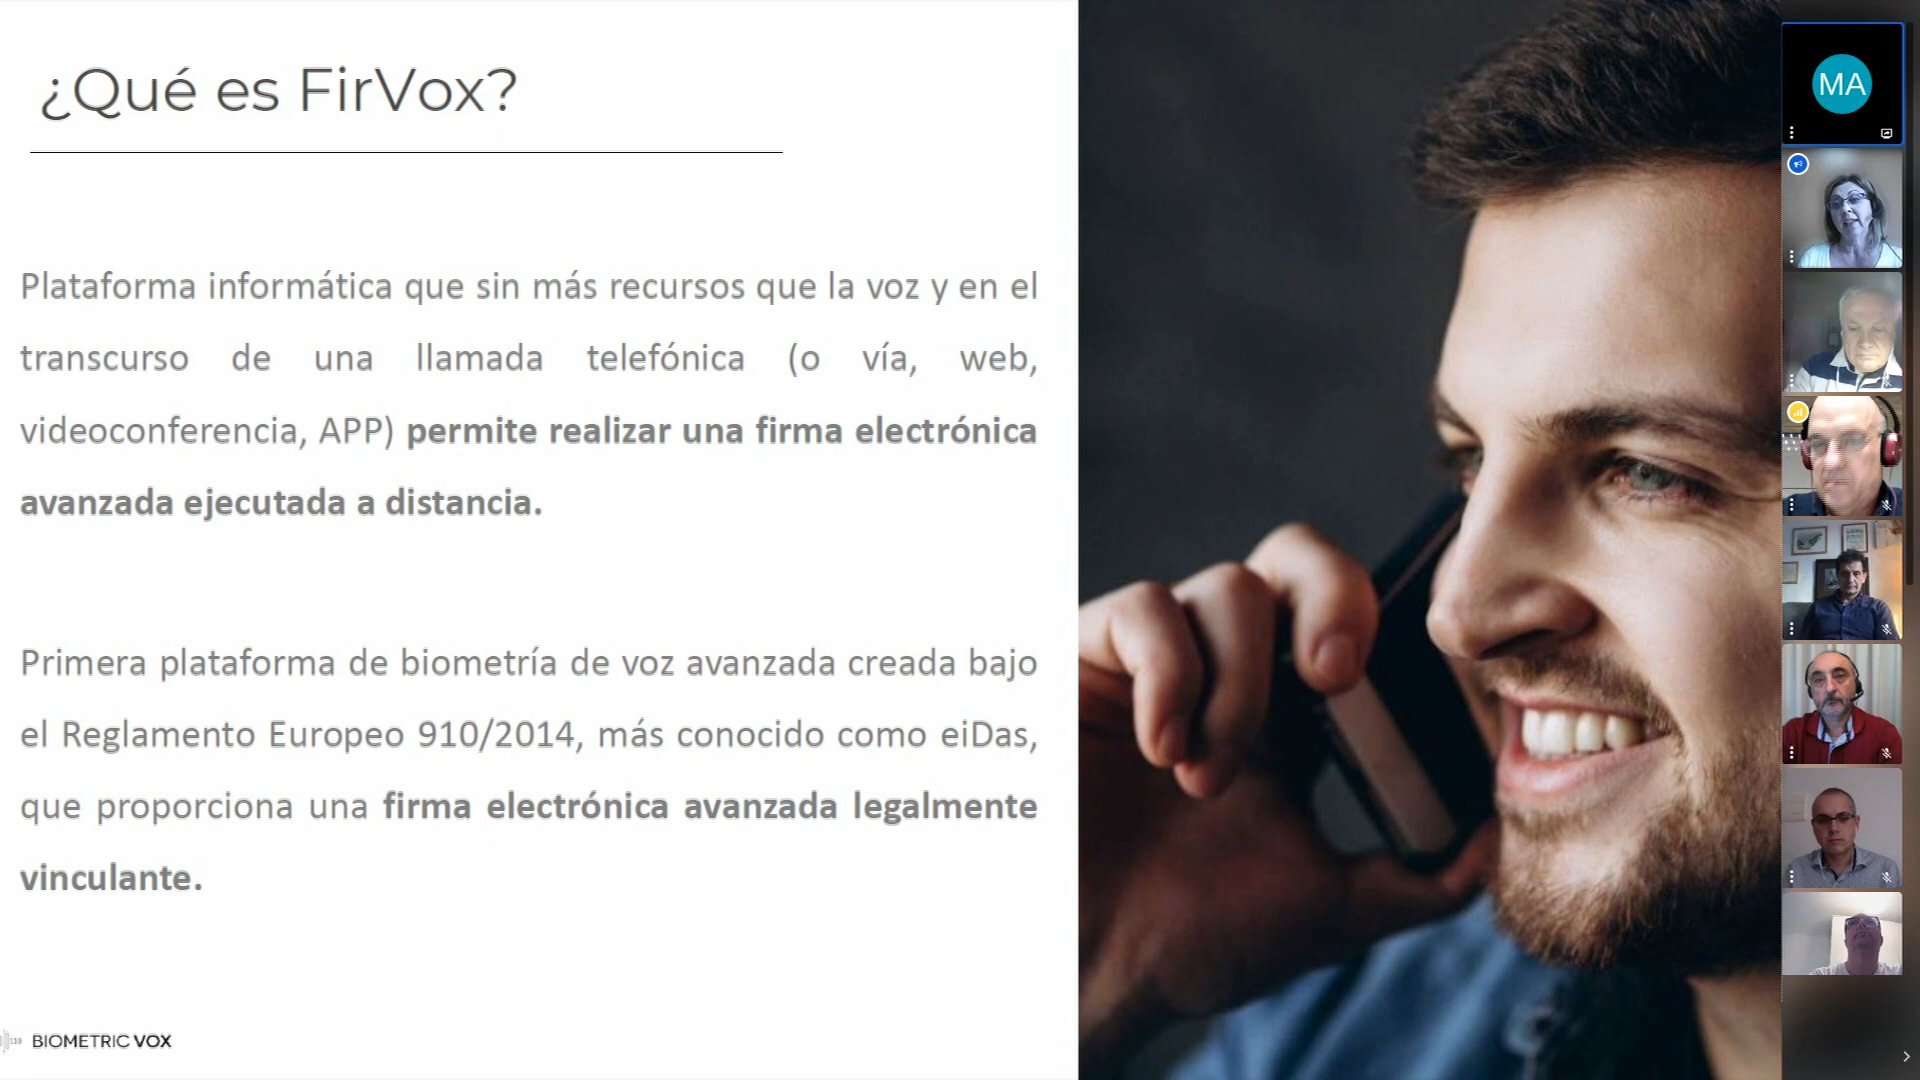 ¿Qué es FirVox?
Plataforma informática que sin más recursos que la voz y en el
transcurso de una llamada telefónica (o vía, web,
videoconferencia, APP) permite realizar una firma electrónica
avanzada ejecutada a distancia.
Primera plataforma de biometría de voz avanzada creada bajo
el Reglamento Europeo 910/2014, más conocido como eiDas,
que proporciona una firma electrónica avanzada legalmente
vinculante.
BIOMETRIC VOX
MA